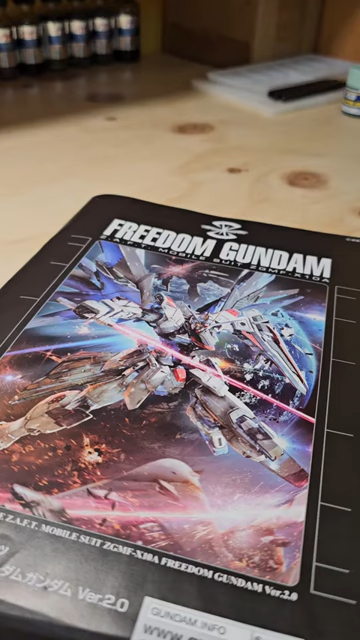 FREEDOM GUNDAM
Z.A.F.T. MOBILE SUIT ZGMF-X10A
Z.A.F.T. MOBILE SUIT ZGMF-X10A FREEDOM GUNDAM Ver.2.0
ダムガンダム Ver.2.0
GUNDAM.INFO